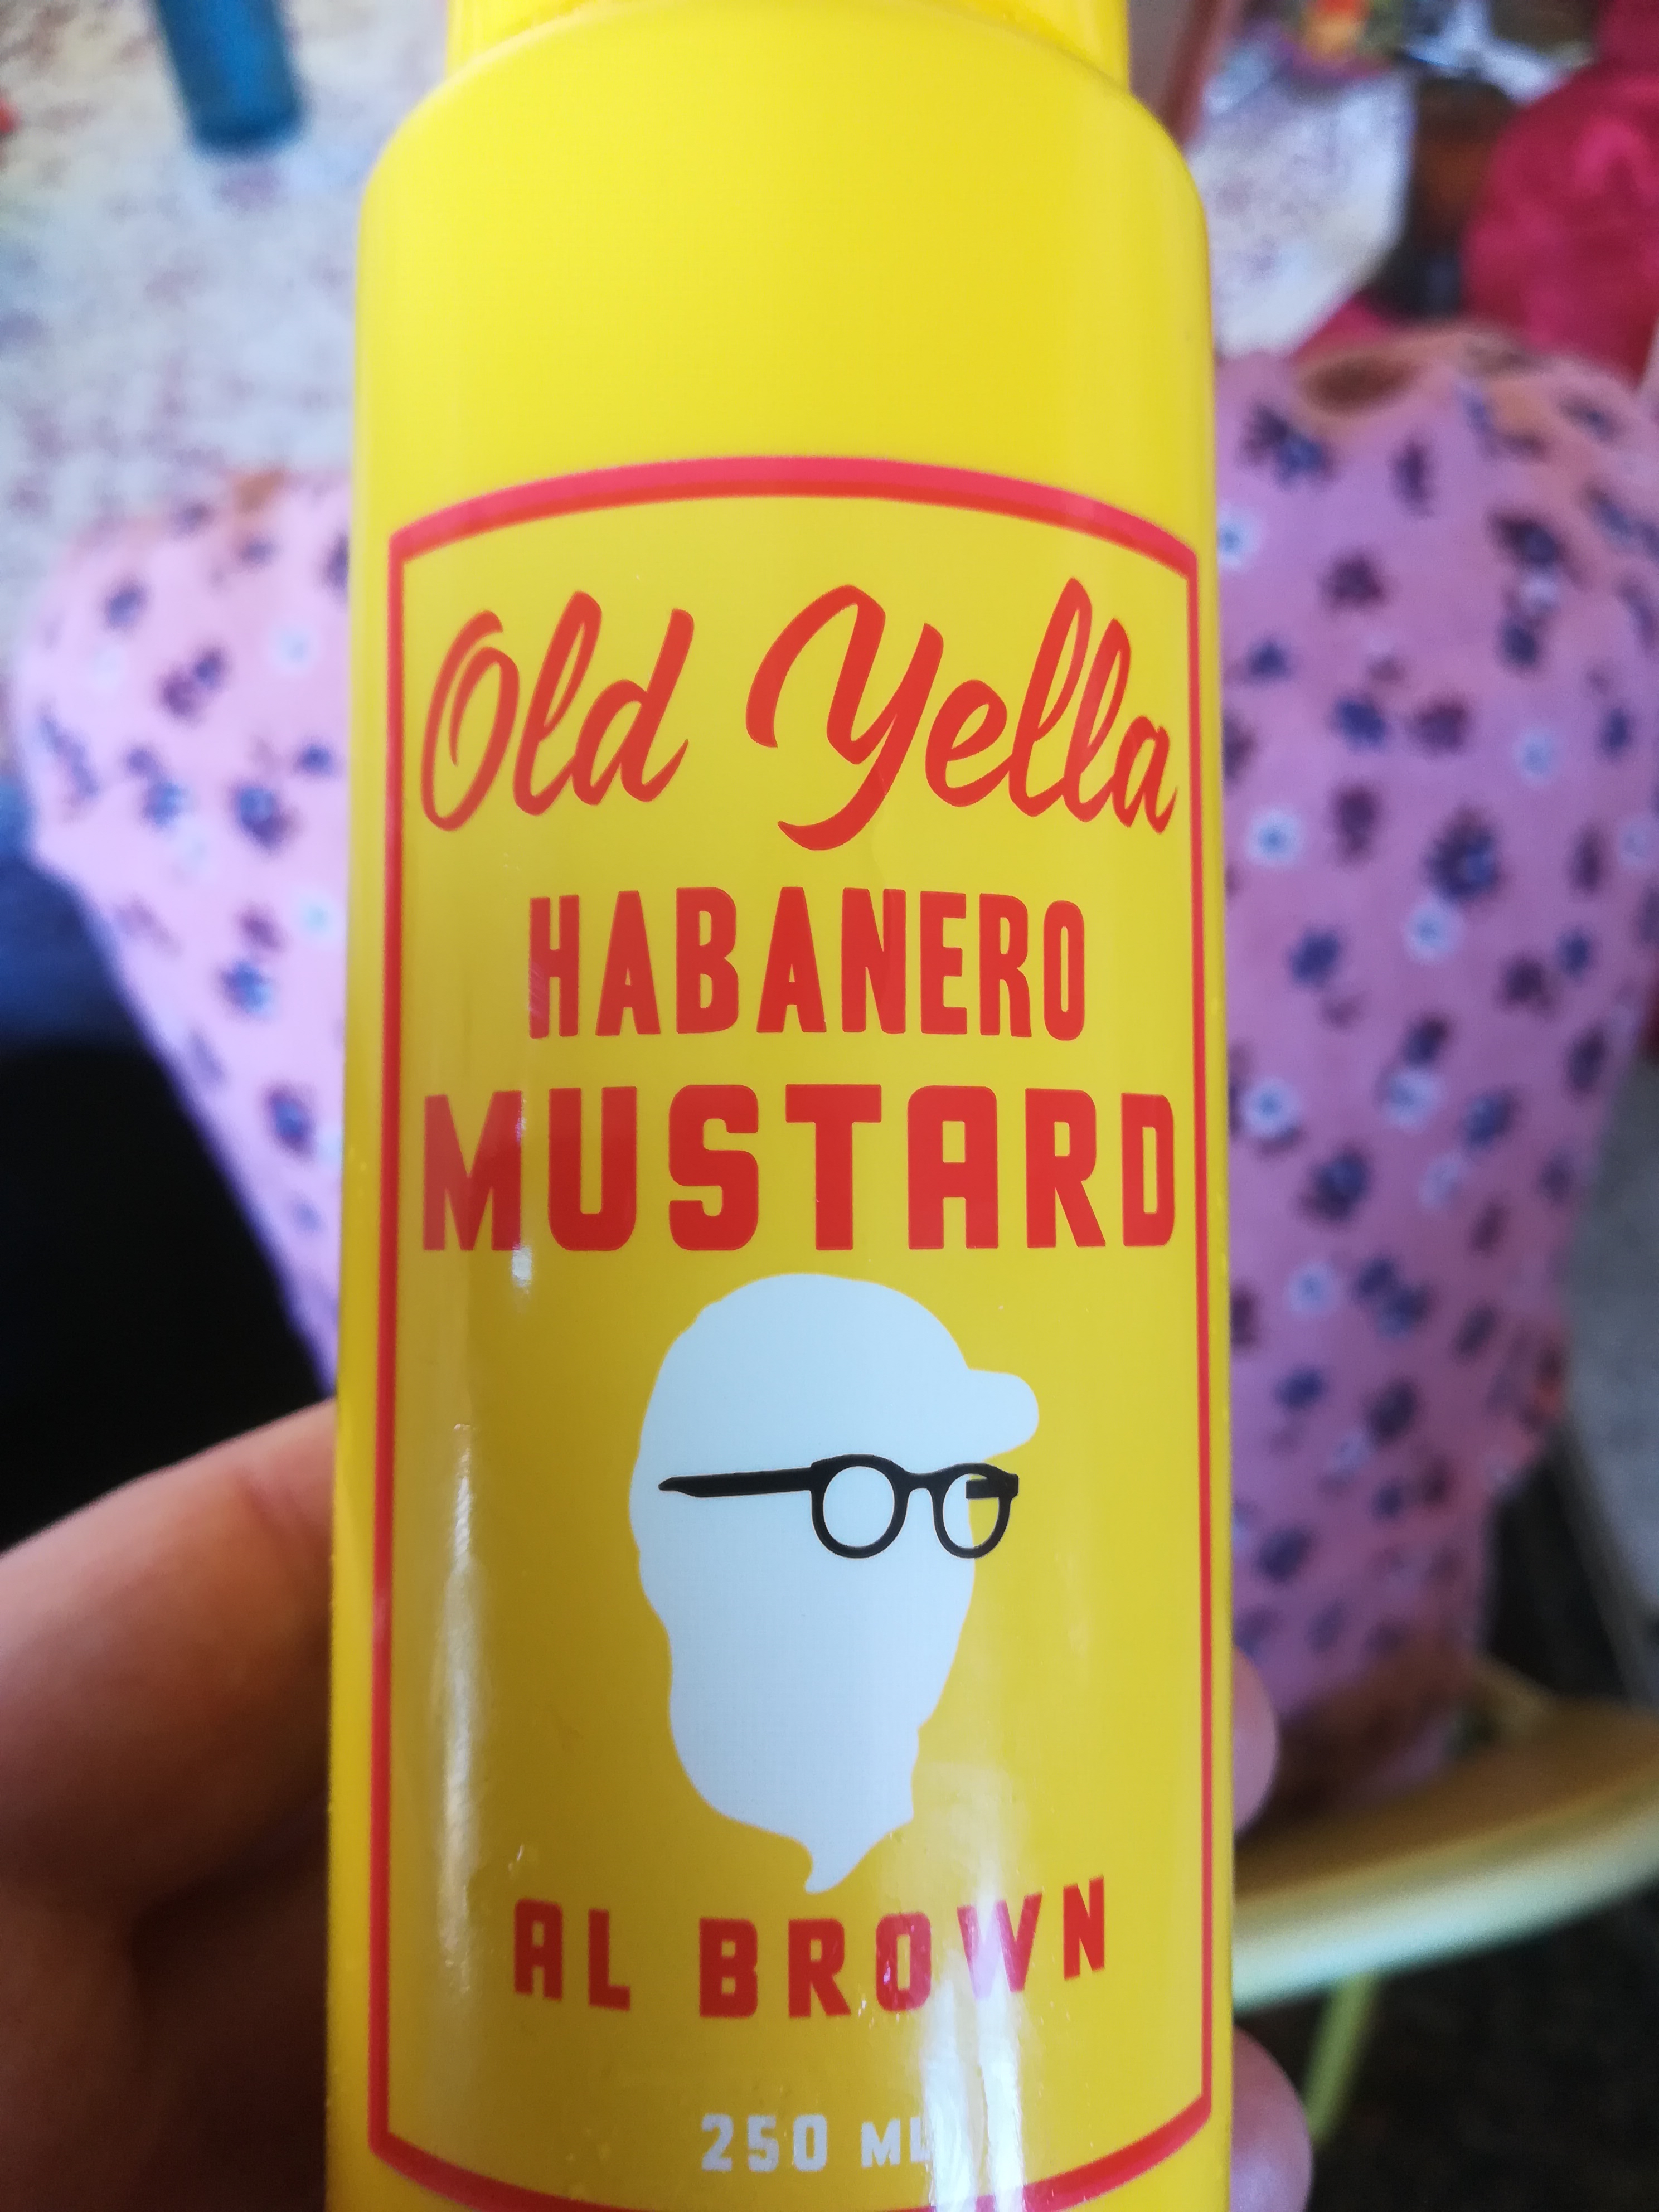 Old Yella
HABANERO
MUSTARD
AL BROWN
250 ML